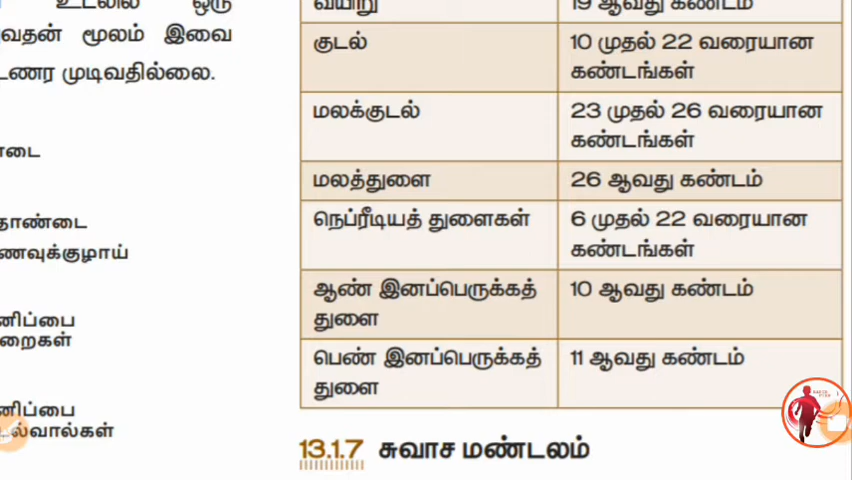 உடலில் ஒரு
மூலம் இவை
முடிவதில்லை.
வயிறு 19 ஆவது கண்டம்
குடல் 10 முதல் 22 வரையான
கண்டங்கள்
மலக்குடல் 23 முதல் 26 வரையான
கண்டங்கள்
மலத்துளை 26 ஆவது கண்டம்
நெப்ரீடியத் துளைகள் 6 முதல் 22 வரையான
கண்டங்கள்
ஆண் இனப்பெருக்கத் 10 ஆவது கண்டம்
துளை
பெண் இனப்பெருக்கத் 11 ஆவது கண்டம்
துளை
13.1.7 சுவாச மண்டலம்